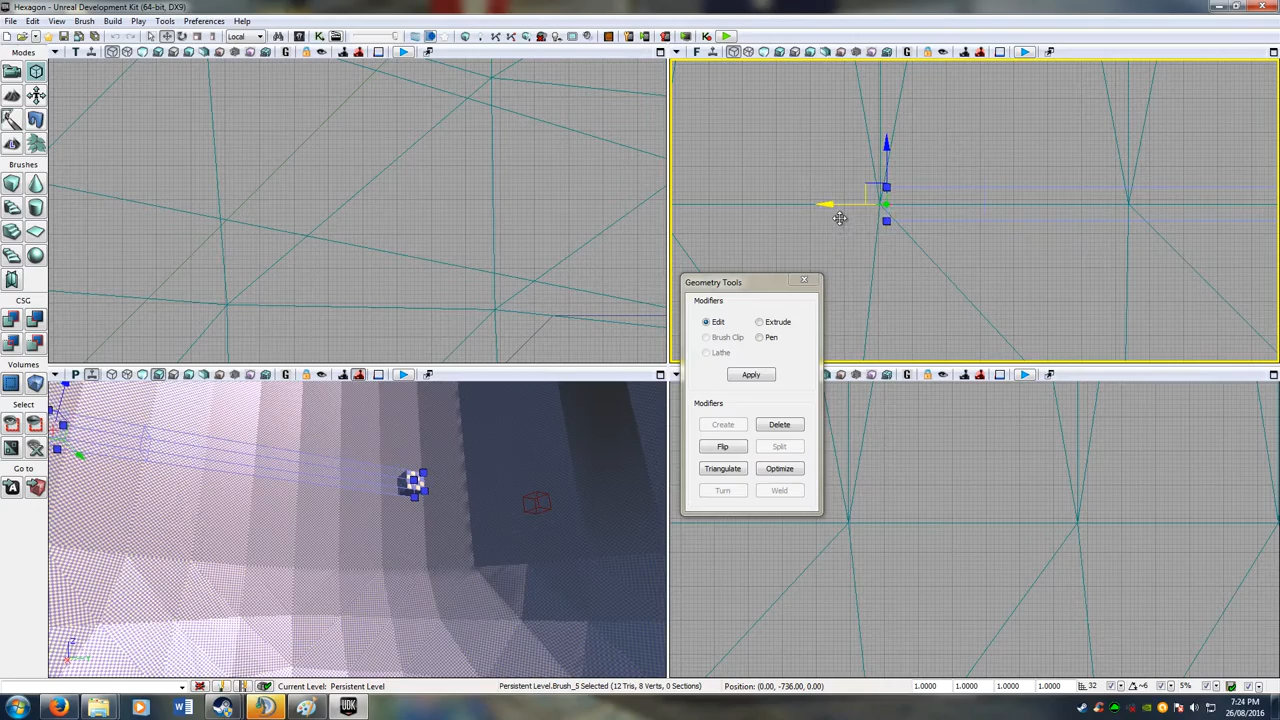 Hexagon - Unreal Development Kit (64-bit, DX9)
File Edit View Brush Build Play Tools Preferences Help
Local
Modes
T G
F G
Brushes
CSG
Volumes
Select
Go to
P G
G
Geometry Tools
Modifiers
Edit Extrude
Brush Clip Pen
Lathe
Apply
Modifiers
Create Delete
Flip Split
Triangulate Optimize
Turn Weld
Z
Current Level: Persistent Level
Persistent Level.Brush_5 Selected (12 Tris, 8 Verts, 0 Sections)
Position: (0.00, -736.00, 0.00)
1.0000 1.0000 1.0000 1.0000 32 5%
UDK
7:24 PM
26/08/2016